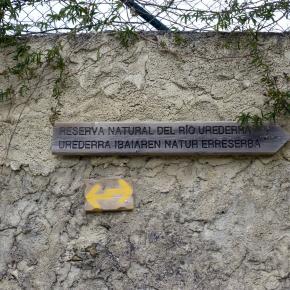 RESERVA NATURAL DEL RÍO UREDERRA
UREDERRA IBAIAREN NATUR ERRESERBA